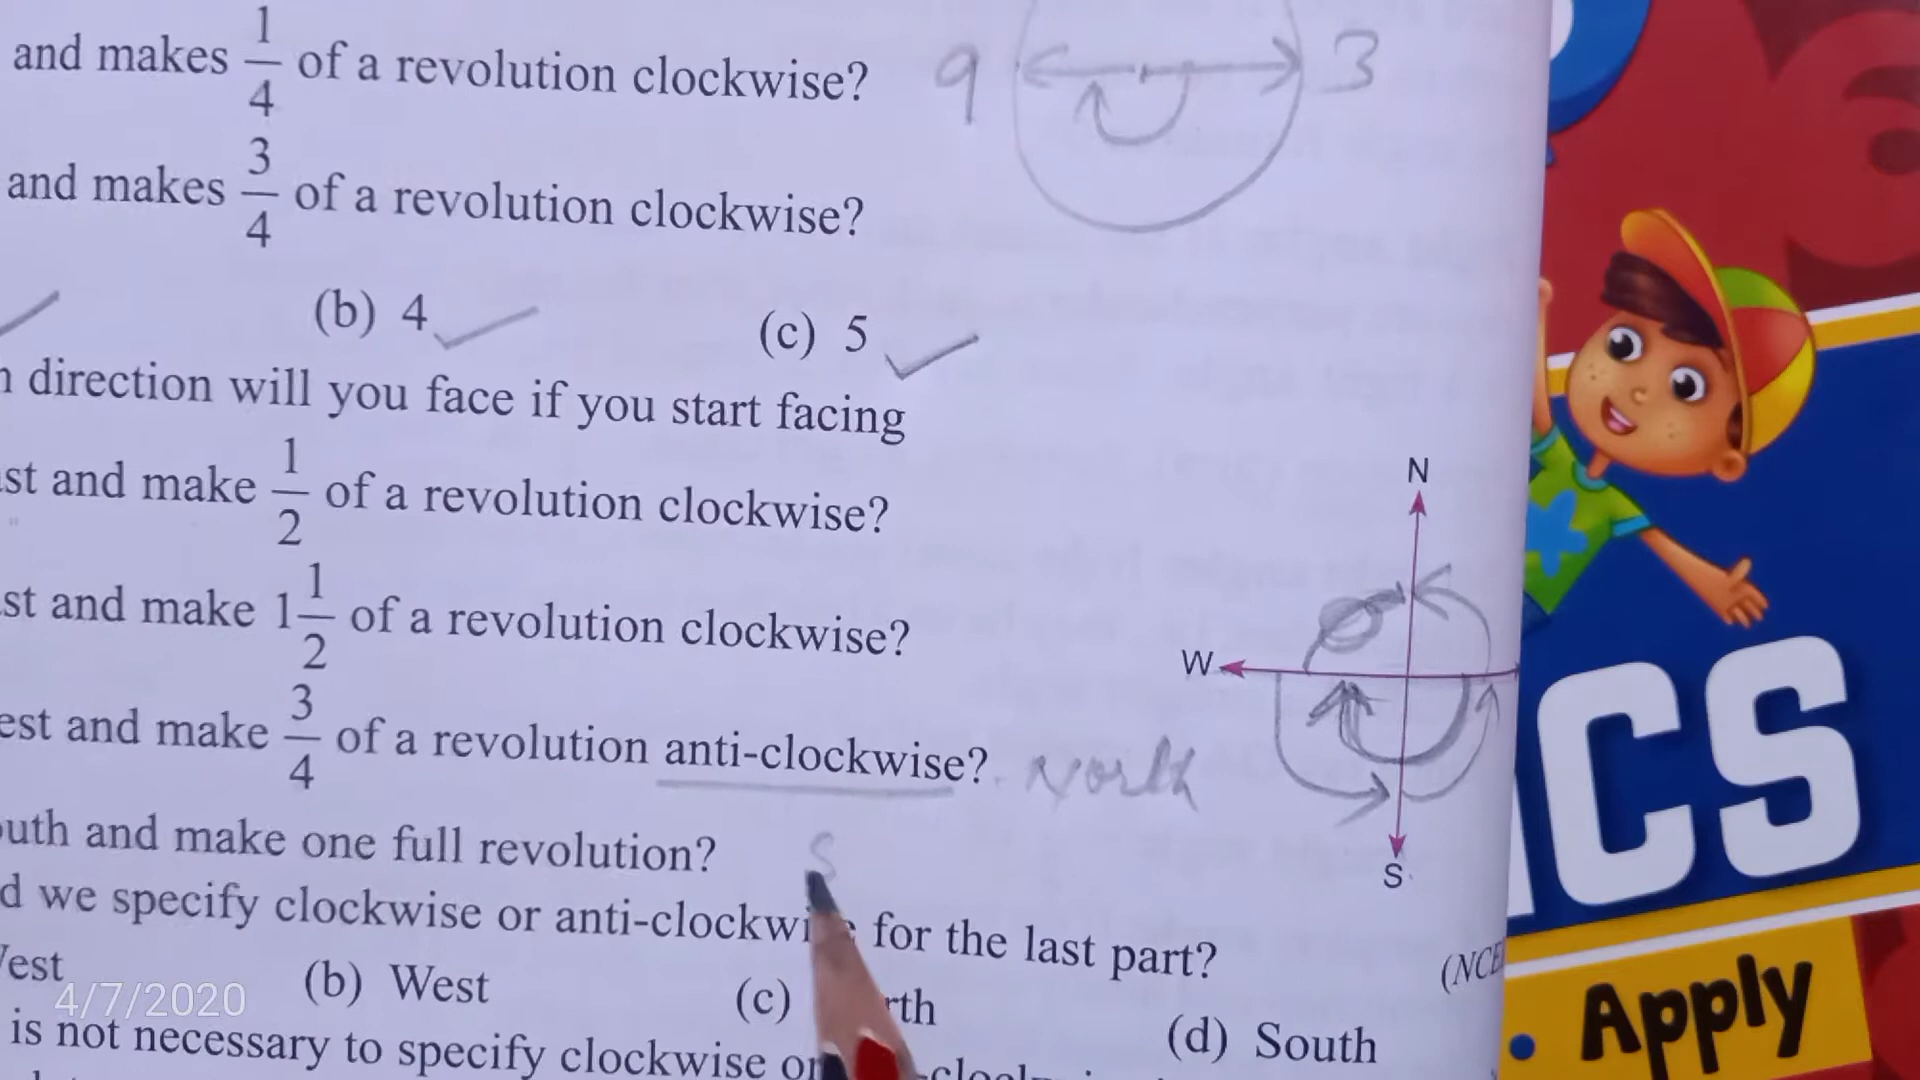 and makes 1/4 of a revolution clockwise?
9 3
and makes 3/4 of a revolution clockwise?
(b) 4 (c) 5
direction will you face if you start facing
st and make 1/2 of a revolution clockwise?
st and make 1 1/2 of a revolution clockwise?
est and make 3/4 of a revolution anti-clockwise? North
uth and make one full revolution? S
d we specify clockwise or anti-clockwi for the last part?
(NCE
est (b) West (c) rth (d) South
is not necessary to specify clockwise or
N
W
S
CS
Apply
4/7/2020